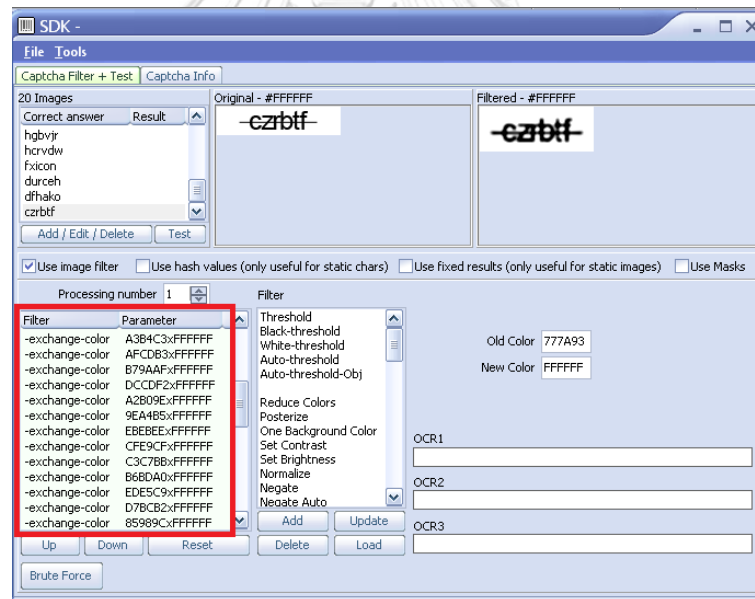 SDK -
File Tools
Captcha Filter + Test Captcha Info
20 Images Original - #FFFFFF Filtered - #FFFFFF
Correct answer Result
hgbvjr
hcrvdw
fxicon
durceh
dfhako
czrbtf
czrbtf
czrbtf
Add / Edit / Delete Test
Use image filter Use hash values (only useful for static chars) Use fixed results (only useful for static images) Use Masks
Processing number 1
Filter Parameter
-exchange-color A3B4C3xFFFFFF
-exchange-color AFCDB3xFFFFFF
-exchange-color B79AAFxFFFFFF
-exchange-color DCCDF2xFFFFFF
-exchange-color A2B09ExFFFFFF
-exchange-color 9EA4B5xFFFFFF
-exchange-color EBEBEExFFFFFF
-exchange-color CFE9CFxFFFFFF
-exchange-color C3C7BBxFFFFFF
-exchange-color B6BDA0xFFFFFF
-exchange-color EDE5C9xFFFFFF
-exchange-color D7BCB2xFFFFFF
-exchange-color 85989CxFFFFFF
Up Down Reset
Brute Force
Filter
Threshold
Black-threshold
White-threshold
Auto-threshold
Auto-threshold-Obj
Reduce Colors
Posterize
One Background Color
Set Contrast
Set Brightness
Normalize
Negate
Negate Auto
Add Update
Delete Load
Old Color 777A93
New Color FFFFFF
OCR1
OCR2
OCR3